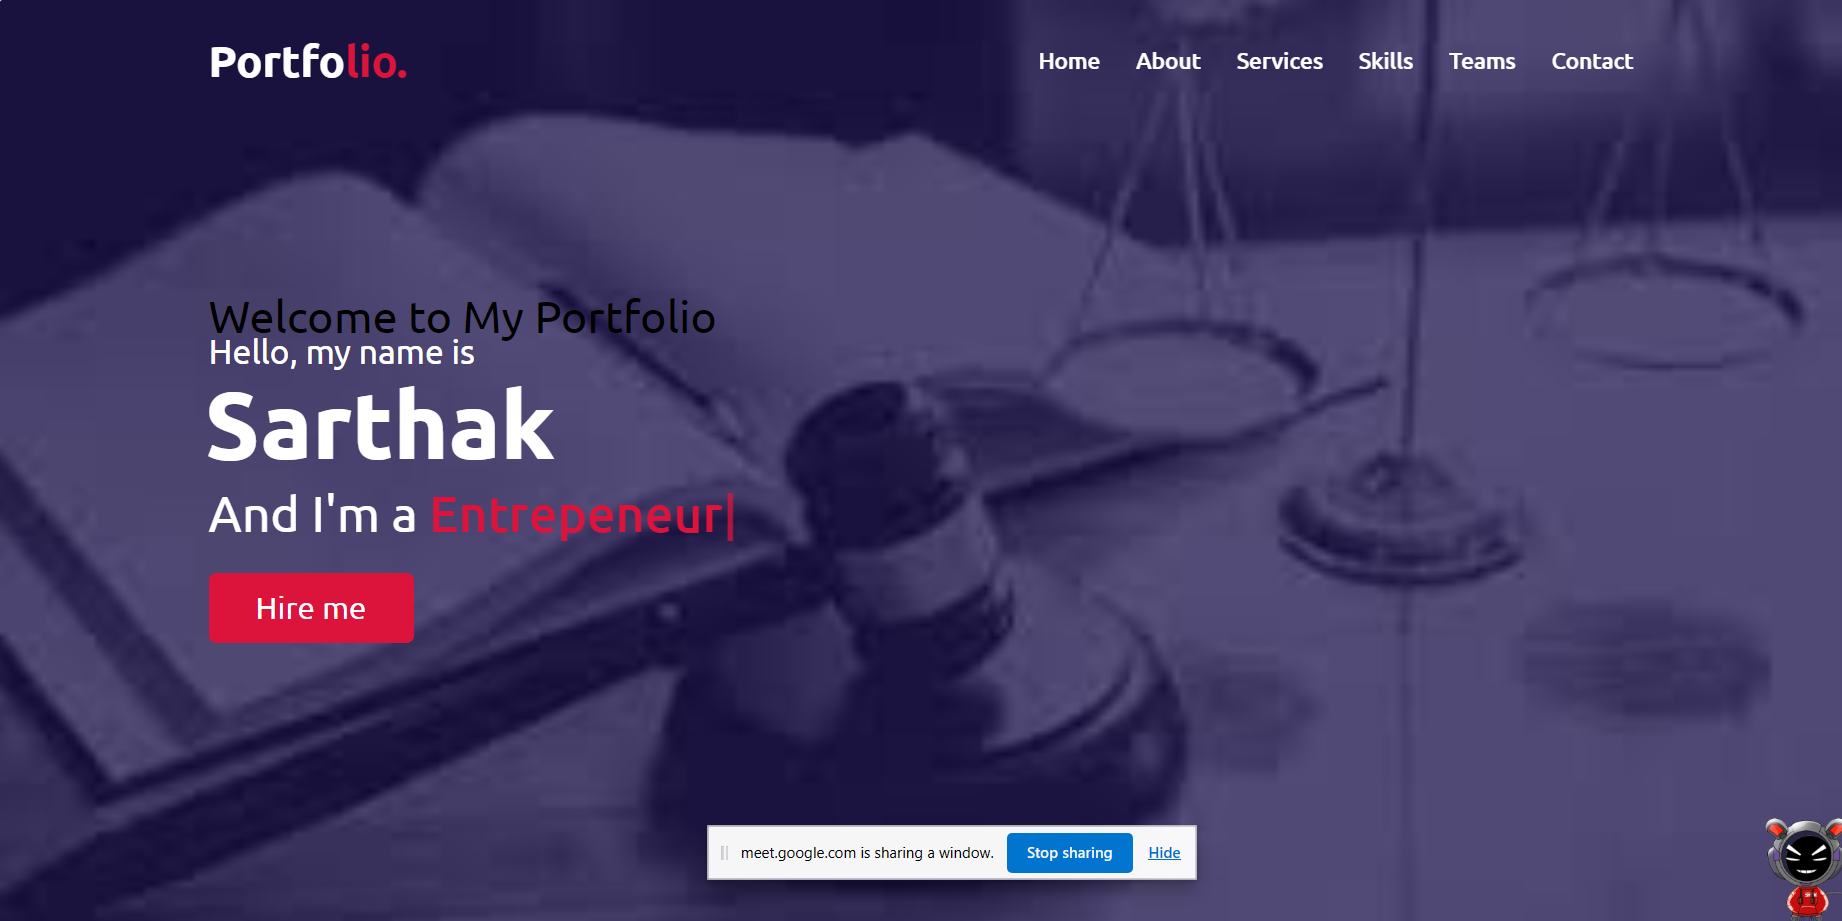 Portfolio.
Home About Services Skills Teams Contact
Welcome to My Portfolio
Hello, my name is
Sarthak
And I'm a Entrepeneur|
Hire me
meet.google.com is sharing a window. Stop sharing Hide